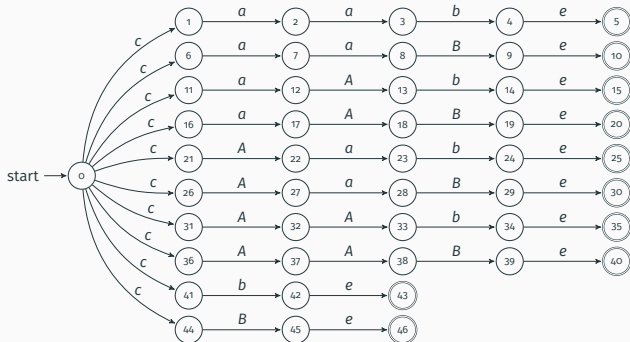 c 1 a 2 a 3 b 4 e 5
c 6 a 7 a 8 B 9 e 10
c 11 a 12 A 13 b 14 e 15
c 16 a 17 A 18 B 19 e 20
start 0 c 21 A 22 a 23 b 24 e 25
c 26 A 27 a 28 B 29 e 30
c 31 A 32 A 33 b 34 e 35
c 36 A 37 A 38 B 39 e 40
c 41 b 42 e 43
c 44 B 45 e 46